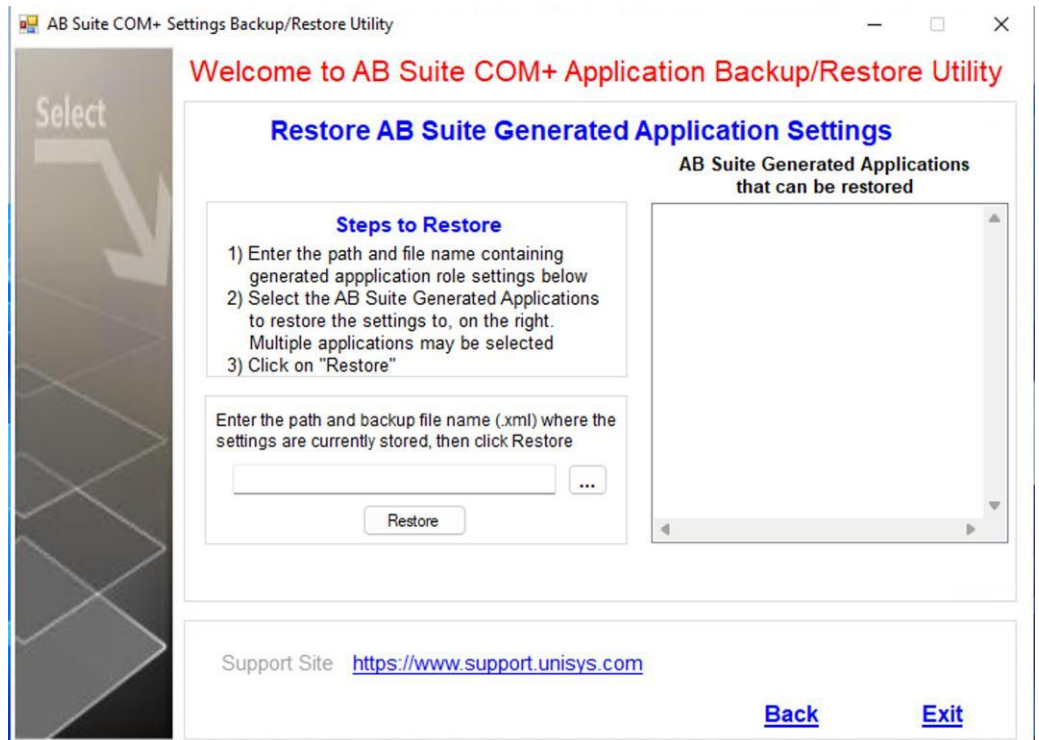 AB Suite COM+ Settings Backup/Restore Utility
Welcome to AB Suite COM+ Application Backup/Restore Utility
Select
Restore AB Suite Generated Application Settings
AB Suite Generated Applications
that can be restored
Steps to Restore
1) Enter the path and file name containing
generated appplication role settings below
2) Select the AB Suite Generated Applications
to restore the settings to, on the right.
Multiple applications may be selected
3) Click on "Restore"
Enter the path and backup file name (.xml) where the
settings are currently stored, then click Restore
...
Restore
Support Site https://www.support.unisys.com
Back Exit